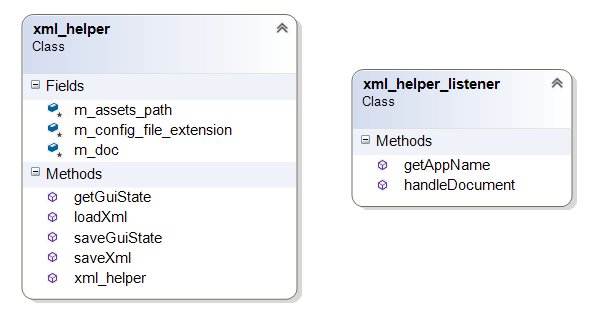 xml_helper
Class
Fields
m_assets_path
m_config_file_extension
m_doc
Methods
getGuiState
loadXml
saveGuiState
saveXml
xml_helper
xml_helper_listener
Class
Methods
getAppName
handleDocument